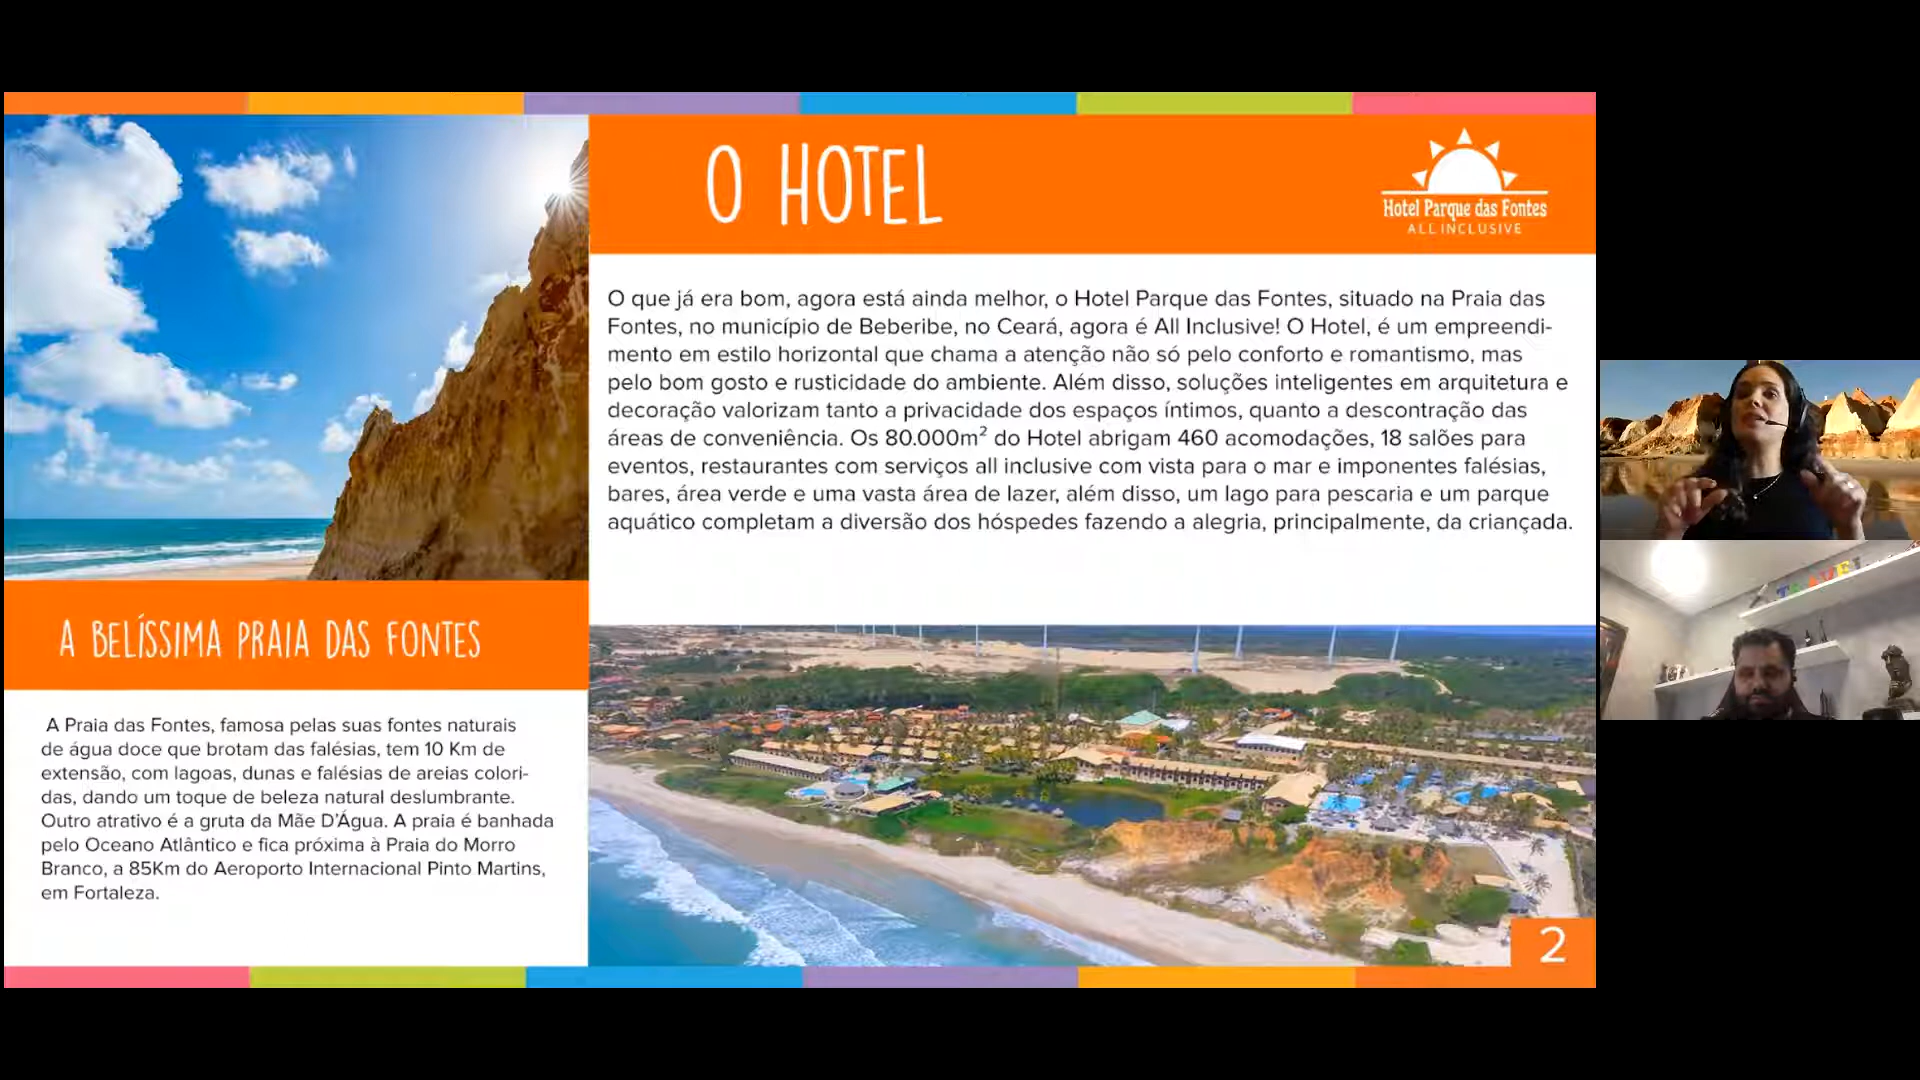 O HOTEL
Hotel Parque das Fontes
ALL INCLUSIVE
O que já era bom, agora está ainda melhor, o Hotel Parque das Fontes, situado na Praia das
Fontes, no município de Beberibe, no Ceará, agora é All Inclusive! O Hotel, é um empreendi-
mento em estilo horizontal que chama a atenção não só pelo conforto e romantismo, mas
pelo bom gosto e rusticidade do ambiente. Além disso, soluções inteligentes em arquitetura e
decoração valorizam tanto a privacidade dos espaços íntimos, quanto a descontração das
áreas de conveniência. Os 80.000m² do Hotel abrigam 460 acomodações, 18 salões para
eventos, restaurantes com serviços all inclusive com vista para o mar e imponentes falésias,
bares, área verde e uma vasta área de lazer, além disso, um lago para pescaria e um parque
aquático completam a diversão dos hóspedes fazendo a alegria, principalmente, da criançada.
A BELÍSSIMA PRAIA DAS FONTES
A Praia das Fontes, famosa pelas suas fontes naturais
de água doce que brotam das falésias, tem 10 Km de
extensão, com lagoas, dunas e falésias de areias colori-
das, dando um toque de beleza natural deslumbrante.
Outro atrativo é a gruta da Mãe D'Água. A praia é banhada
pelo Oceano Atlântico e fica próxima à Praia do Morro
Branco, a 85Km do Aeroporto Internacional Pinto Martins,
em Fortaleza.
2
TRAVEL